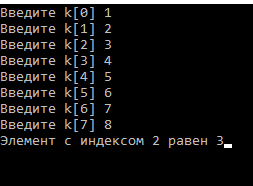 Введите k[0] 1
Введите k[1] 2
Введите k[2] 3
Введите k[3] 4
Введите k[4] 5
Введите k[5] 6
Введите k[6] 7
Введите k[7] 8
Элемент с индексом 2 равен 3